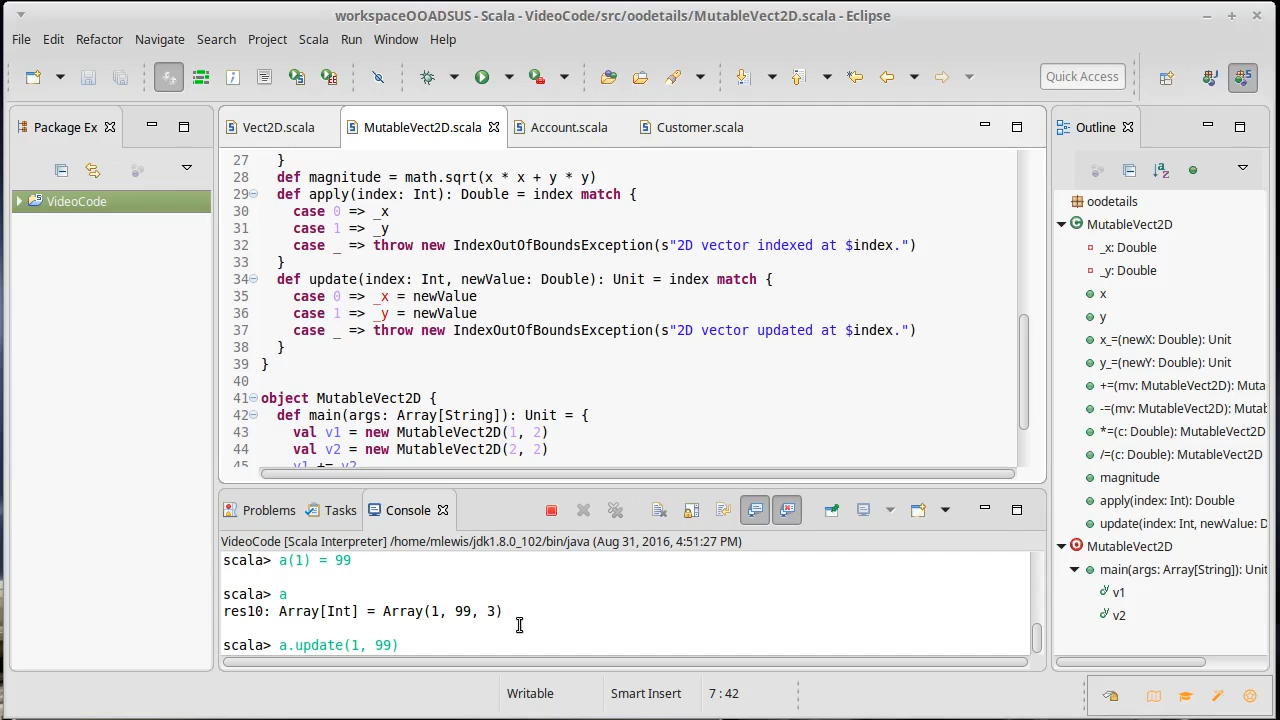 workspaceOOADSUS - Scala - VideoCode/src/oodetails/MutableVect2D.scala - Eclipse
File Edit Refactor Navigate Search Project Scala Run Window Help
Quick Access
Package Ex
VideoCode
Vect2D.scala MutableVect2D.scala Account.scala Customer.scala
27 }
28 def magnitude = math.sqrt(x * x + y * y)
29 def apply(index: Int): Double = index match {
30 case 0 => _x
31 case 1 => _y
32 case _ => throw new IndexOutOfBoundsException(s"2D vector indexed at $index.")
33 }
34 def update(index: Int, newValue: Double): Unit = index match {
35 case 0 => _x = newValue
36 case 1 => _y = newValue
37 case _ => throw new IndexOutOfBoundsException(s"2D vector updated at $index.")
38 }
39 }
40
41 object MutableVect2D {
42 def main(args: Array[String]): Unit = {
43 val v1 = new MutableVect2D(1, 2)
44 val v2 = new MutableVect2D(2, 2)
45 v1 += v2
Problems Tasks Console
VideoCode [Scala Interpreter] /home/mlewis/jdk1.8.0_102/bin/java (Aug 31, 2016, 4:51:27 PM)
scala> a(1) = 99
scala> a
res10: Array[Int] = Array(1, 99, 3)
scala> a.update(1, 99)
Outline
oodetails
MutableVect2D
_x: Double
_y: Double
x
y
x_=(newX: Double): Unit
y_=(newY: Double): Unit
+=(mv: MutableVect2D): Muta
-=(mv: MutableVect2D): Mutab
*=(c: Double): MutableVect2D
/=(c: Double): MutableVect2D
magnitude
apply(index: Int): Double
update(index: Int, newValue: D
MutableVect2D
main(args: Array[String]): Unit
v1
v2
Writable Smart Insert 7 : 42